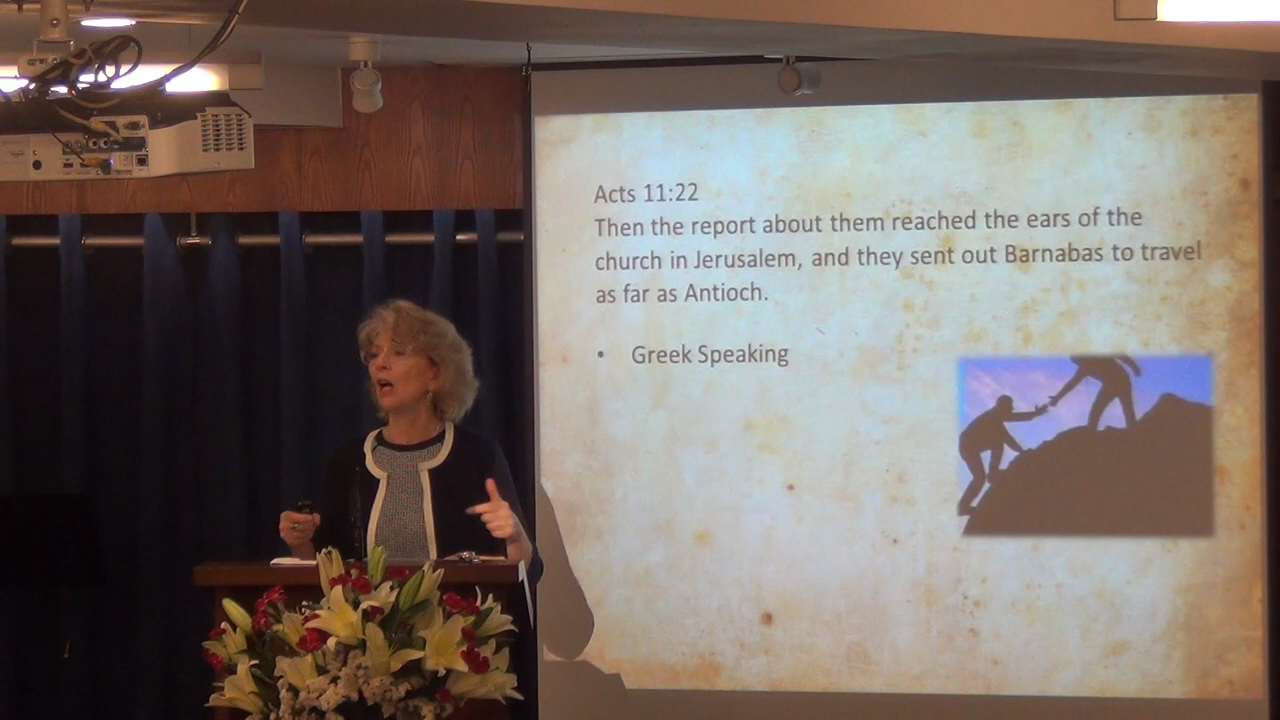 Acts 11:22
Then the report about them reached the ears of the
church in Jerusalem, and they sent out Barnabas to travel
as far as Antioch.
• Greek Speaking